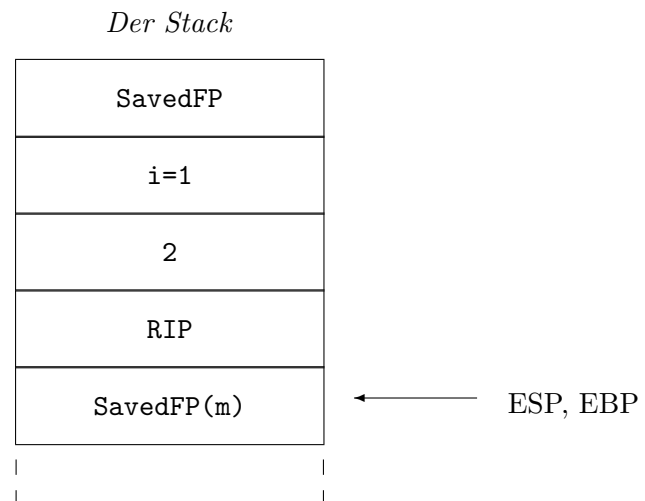 Der Stack
SavedFP
i=1
2
RIP
SavedFP(m)
ESP, EBP